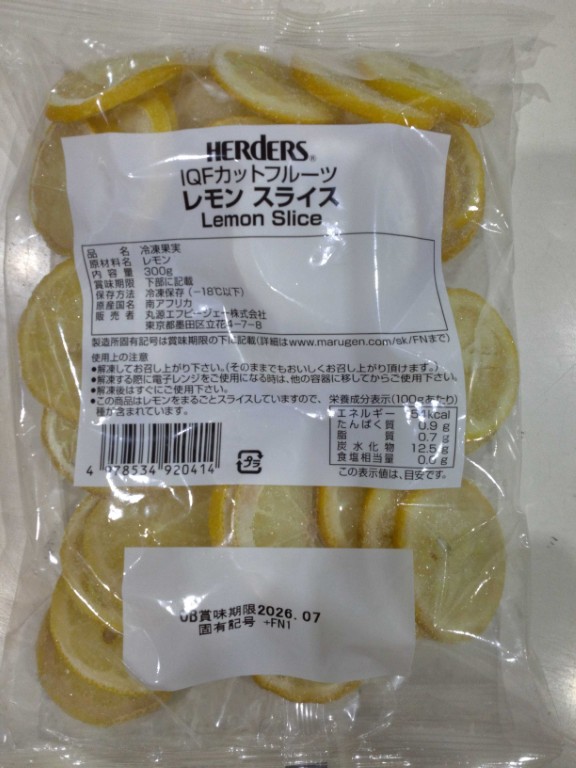 HERDERS®
IQFカットフルーツ
レモン スライス
Lemon Slice
品名 冷凍果実
原材料名 レモン
内容量 300g
賞味期限 下部に記載
保存方法 冷凍保存 (-18℃以下)
原産国名 南アフリカ
販売者 丸源エフピージェー株式会社
東京都墨田区立花4-7-8
製造所固有記号は賞味期限の下に記載(詳細はwww.marugen.com/sk/FNまで)
使用上の注意
●解凍してお召し上がり下さい。(そのままでもおいしくお召し上がり頂けます。)
●解凍する際に電子レンジをご使用になる時は、他の容器に移してからご使用下さい。
●解凍後はすぐにご使用下さい。
●この商品はレモンをまるごとスライスしていますので、
種が含まれています。
栄養成分表示(100gあたり)
エネルギー 54kcal
たんぱく質 0.9g
脂質 0.7g
炭水化物 12.5g
食塩相当量 0.0g
この表示値は、目安です。
4 978534 920414
プラ
UB賞味期限2026.07
固有記号 +FN1